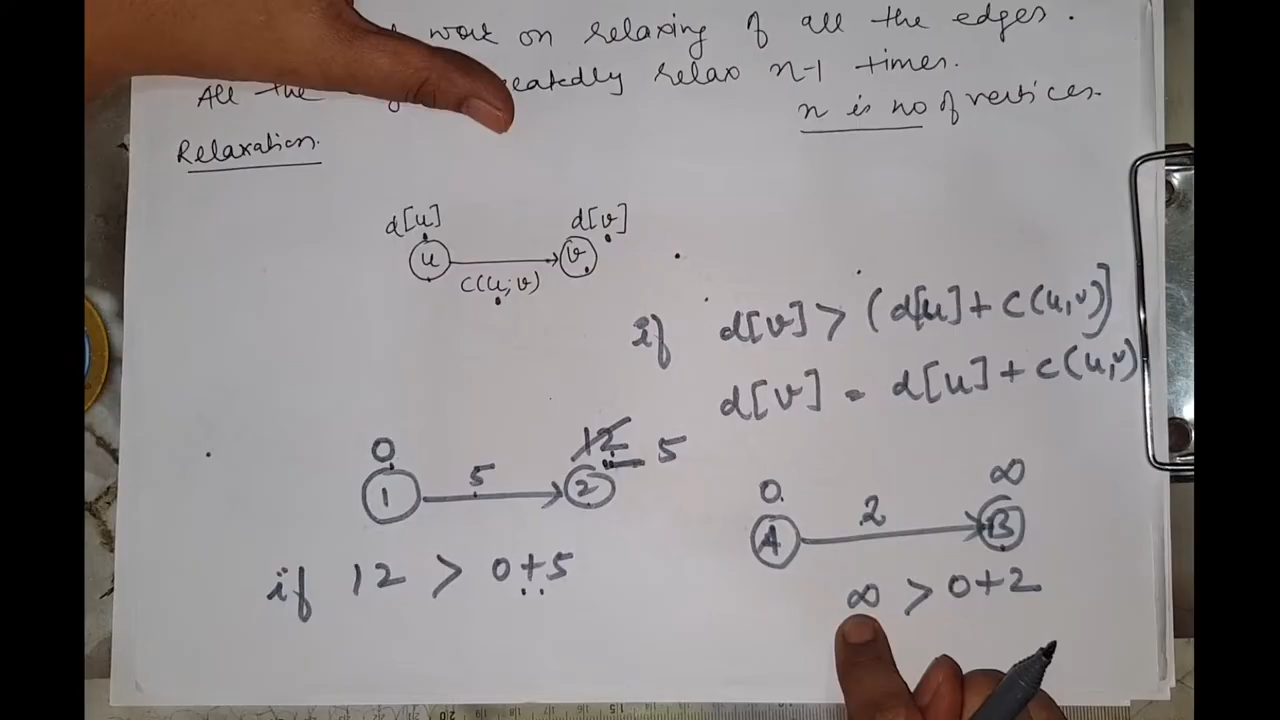 work on relaxing of all the edges.
All the relax n-1 times.
n is no of vertices.
Relaxation.
d[u] d[v]
u v
c(u,v)
if d[v] > (d[u] + c(u,v))
d[v] = d[u] + c(u,v)
0 12 5
1 5 2
0 ∞
A 2 B
if 12 > 0+5
∞ > 0+2